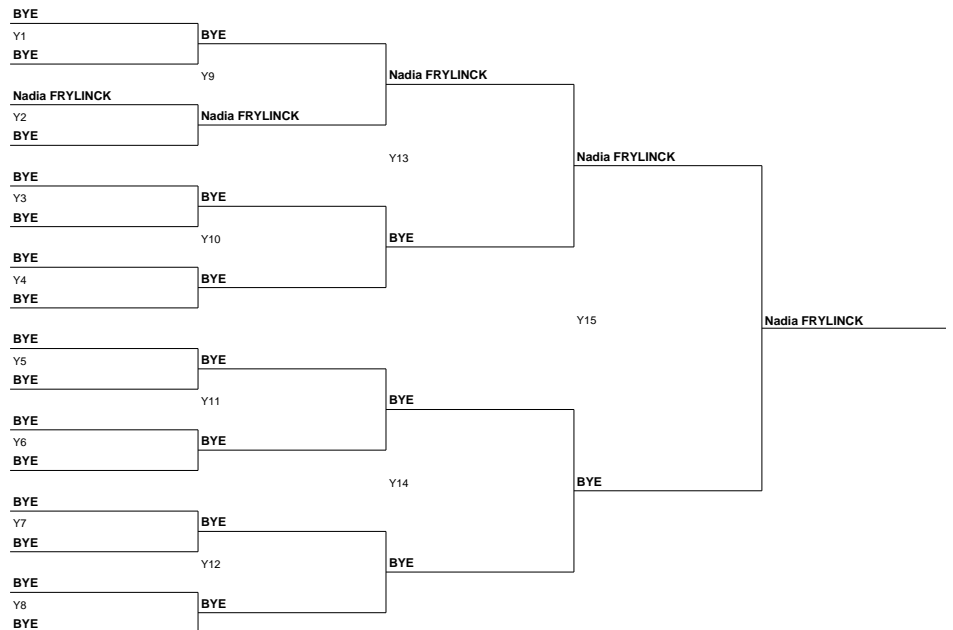 BYE
Y1
BYE
BYE
Y9
Nadia FRYLINCK
Nadia FRYLINCK
Y2
BYE
Nadia FRYLINCK
Y13
Nadia FRYLINCK
BYE
Y3
BYE
BYE
Y10
BYE
BYE
Y4
BYE
BYE
Y15
Nadia FRYLINCK
BYE
Y5
BYE
BYE
Y11
BYE
BYE
Y6
BYE
BYE
Y14
BYE
BYE
Y7
BYE
BYE
Y12
BYE
BYE
Y8
BYE
BYE